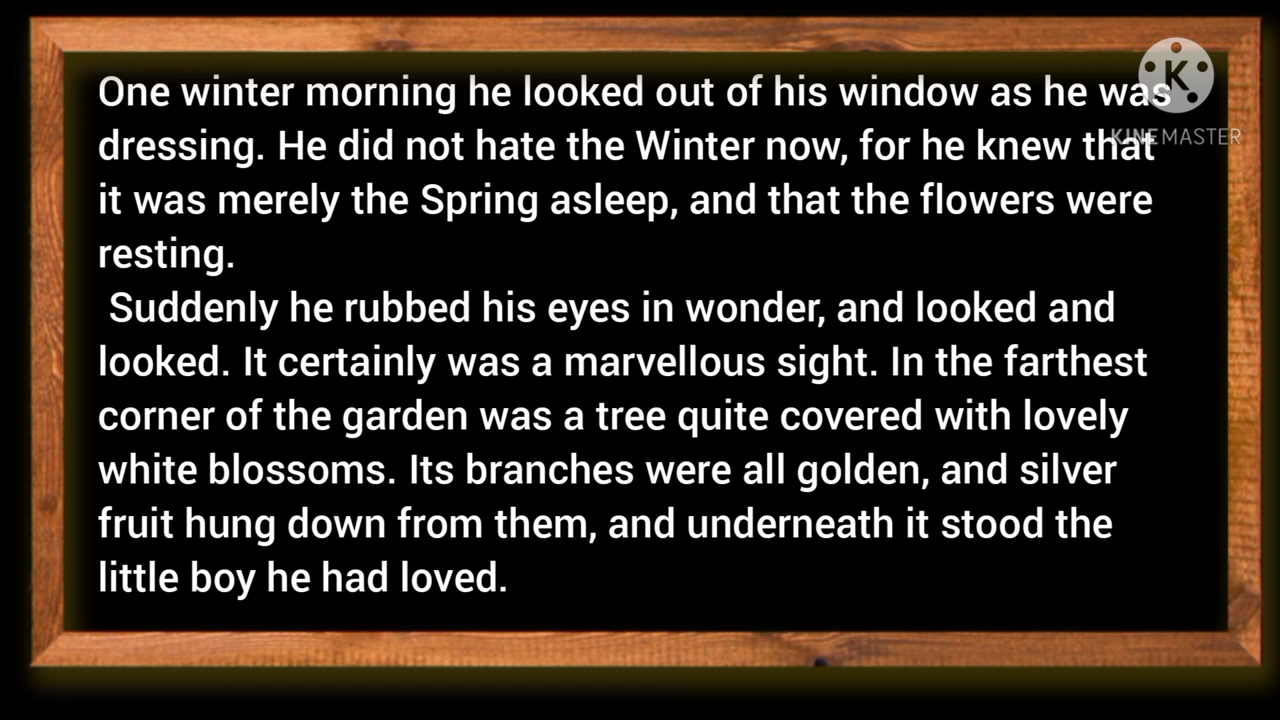 One winter morning he looked out of his window as he was
dressing. He did not hate the Winter now, for he knew that
it was merely the Spring asleep, and that the flowers were
resting.
Suddenly he rubbed his eyes in wonder, and looked and
looked. It certainly was a marvellous sight. In the farthest
corner of the garden was a tree quite covered with lovely
white blossoms. Its branches were all golden, and silver
fruit hung down from them, and underneath it stood the
little boy he had loved.
K
KINEMASTER